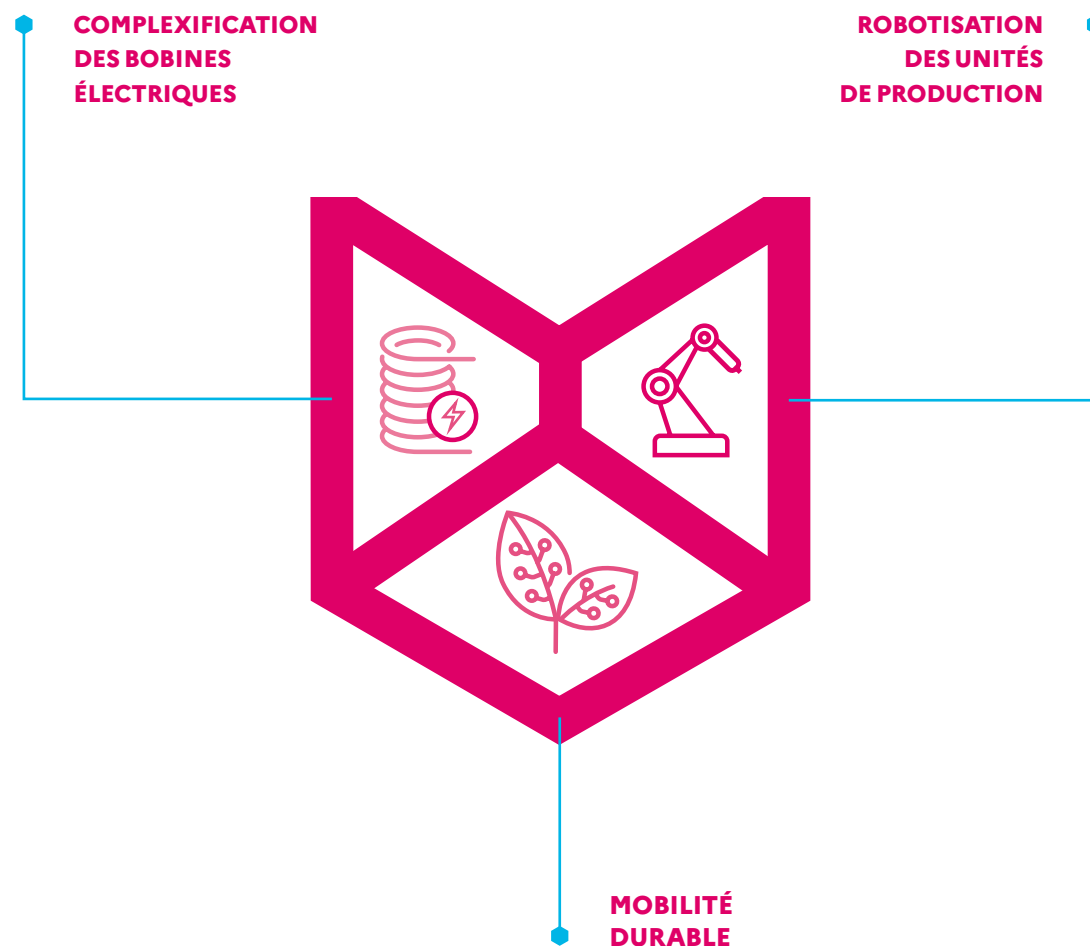 COMPLEXIFICATION
DES BOBINES
ÉLECTRIQUES
ROBOTISATION
DES UNITÉS
DE PRODUCTION
MOBILITÉ
DURABLE